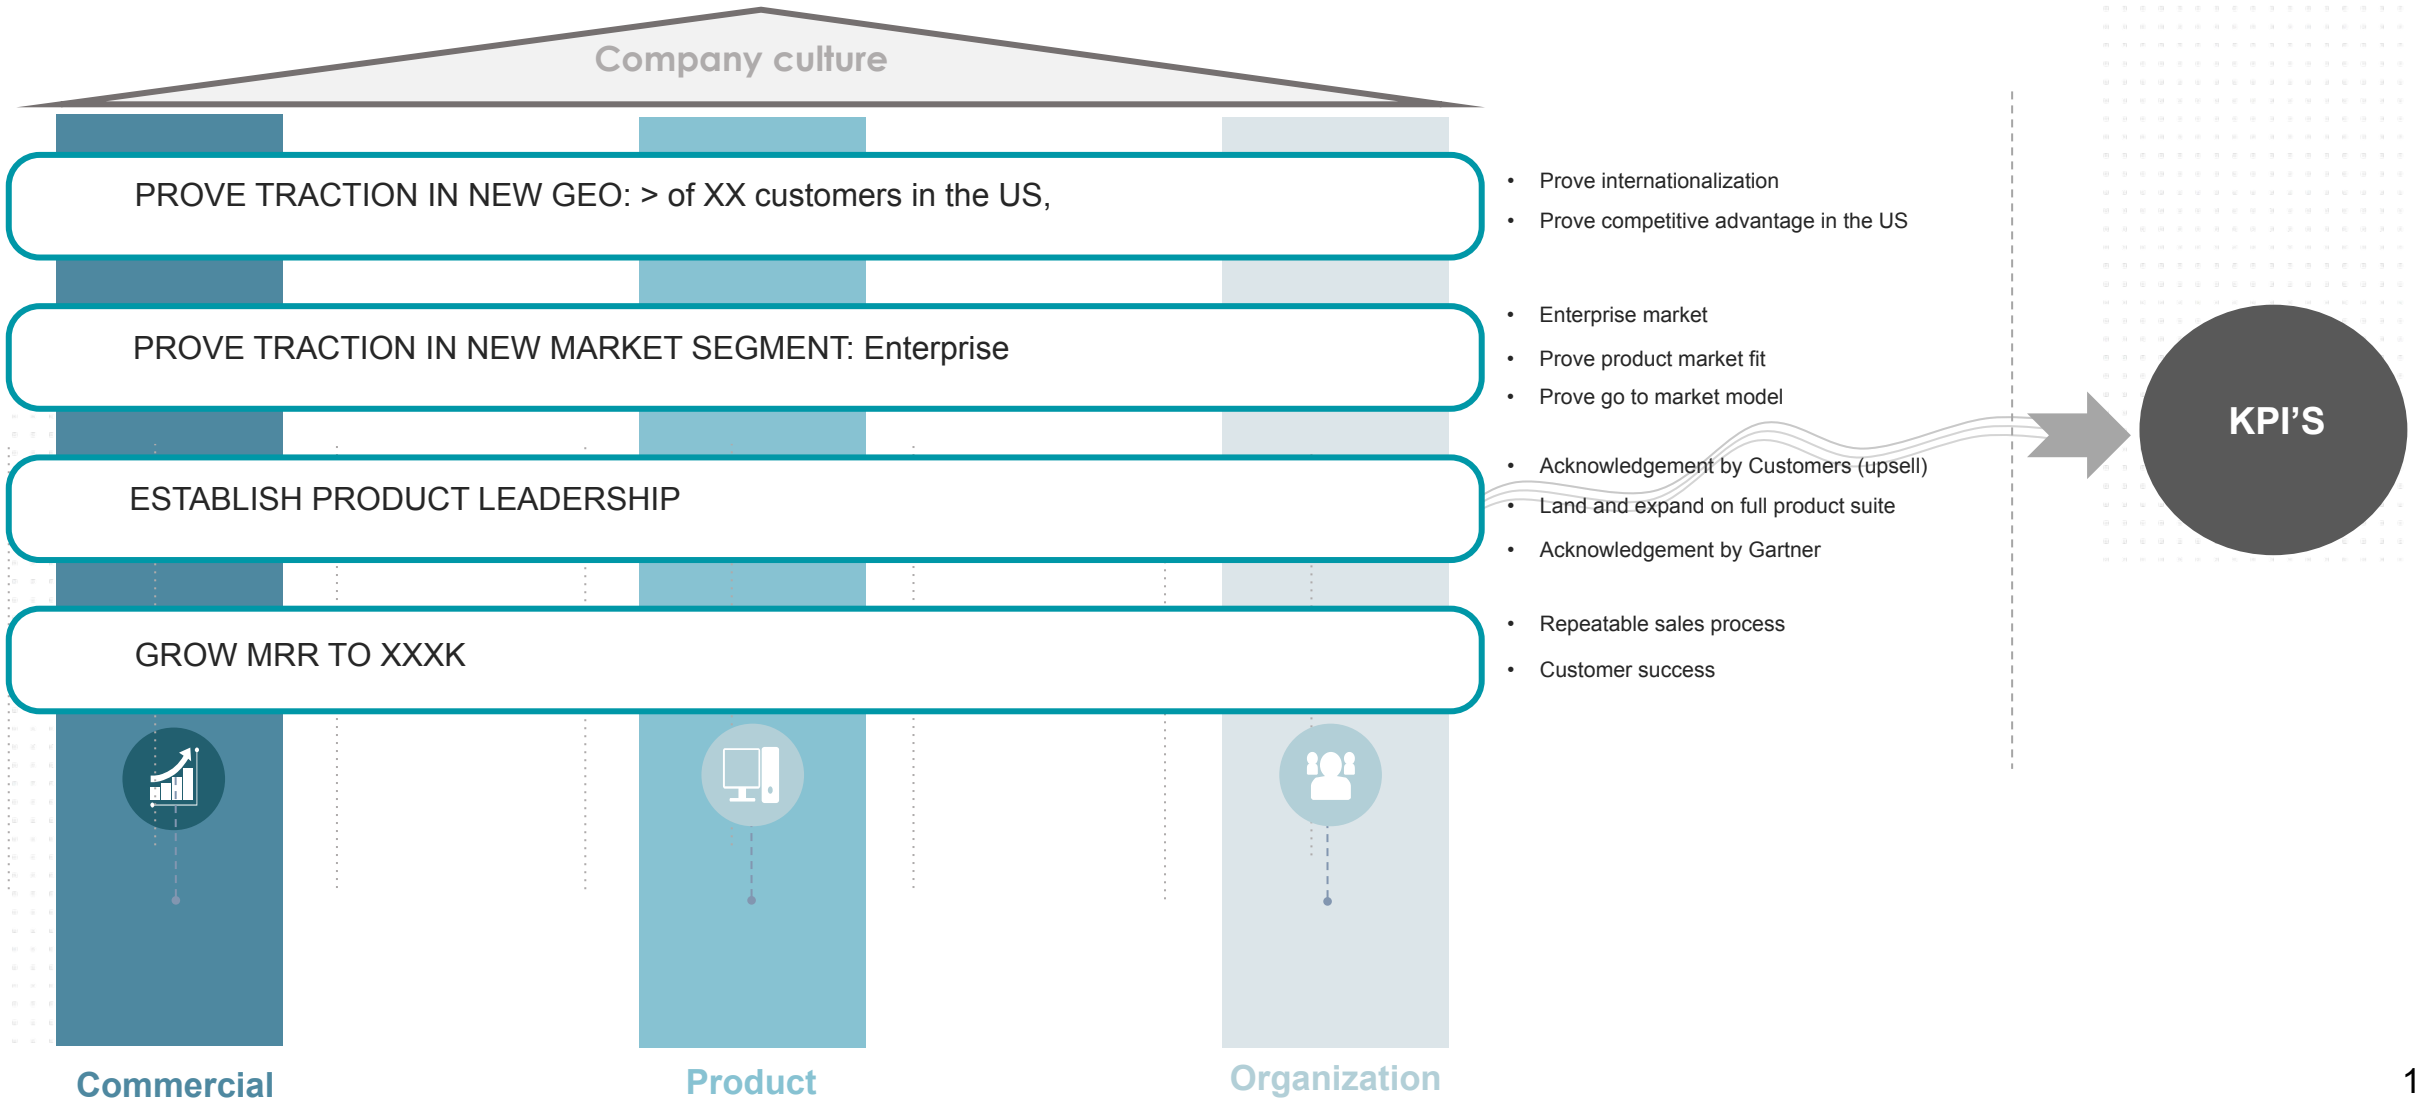 Company culture
PROVE TRACTION IN NEW GEO: > of XX customers in the US,
• Prove internationalization
• Prove competitive advantage in the US
PROVE TRACTION IN NEW MARKET SEGMENT: Enterprise
• Enterprise market
• Prove product market fit
• Prove go to market model
KPI’S
ESTABLISH PRODUCT LEADERSHIP
• Acknowledgement by Customers (upsell)
• Land and expand on full product suite
• Acknowledgement by Gartner
GROW MRR TO XXXK
• Repeatable sales process
• Customer success
Commercial
Product
Organization
1